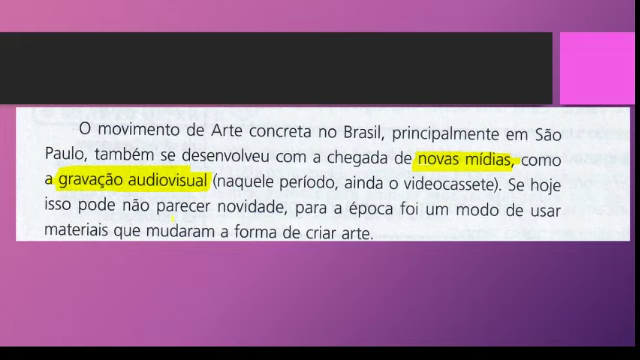 O movimento de Arte concreta no Brasil, principalmente em São
Paulo, também se desenvolveu com a chegada de novas mídias, como
a gravação audiovisual (naquele período, ainda o videocassete). Se hoje
isso pode não parecer novidade, para a época foi um modo de usar
materiais que mudaram a forma de criar arte.